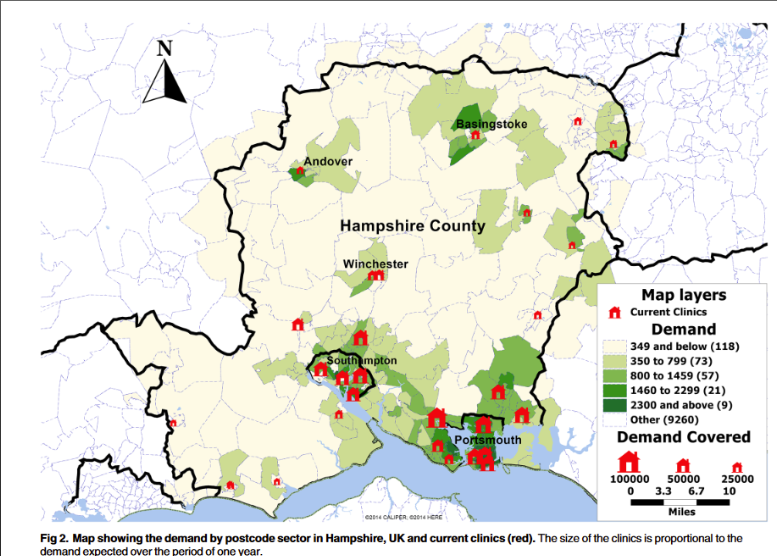 N
Basingstoke
Andover
Hampshire County
Winchester
Southampton
Portsmouth
Map layers
Current Clinics
Demand
349 and below (118)
350 to 799 (73)
800 to 1459 (57)
1460 to 2299 (21)
2300 and above (9)
Other (9260)
Demand Covered
100000 50000 25000
0 3.3 6.7 10
Miles
©2014 CALIPER; ©2014 HERE
Fig 2. Map showing the demand by postcode sector in Hampshire, UK and current clinics (red). The size of the clinics is proportional to the
demand expected over the period of one year.